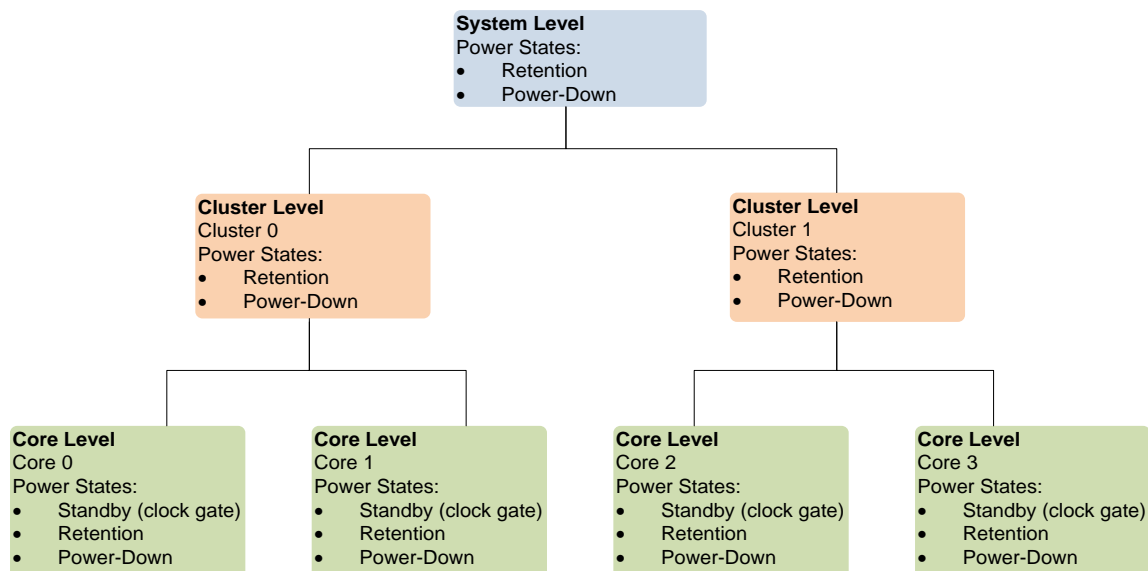 System Level
Power States:
• Retention
• Power-Down
Cluster Level
Cluster 0
Power States:
• Retention
• Power-Down
Cluster Level
Cluster 1
Power States:
• Retention
• Power-Down
Core Level
Core 0
Power States:
• Standby (clock gate)
• Retention
• Power-Down
Core Level
Core 1
Power States:
• Standby (clock gate)
• Retention
• Power-Down
Core Level
Core 2
Power States:
• Standby (clock gate)
• Retention
• Power-Down
Core Level
Core 3
Power States:
• Standby (clock gate)
• Retention
• Power-Down